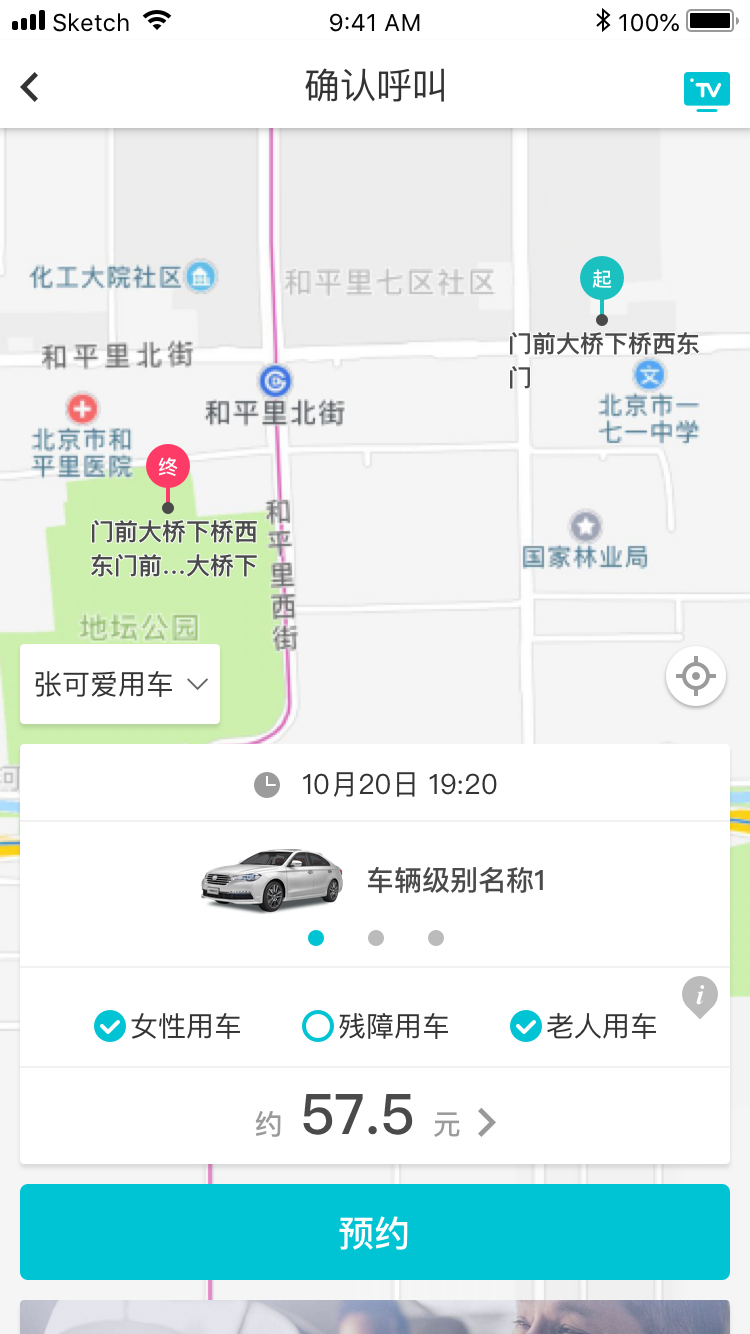 Sketch 9:41 AM 100%
确认呼叫
TV
化工大院社区
和平里七区社区
起
门前大桥下桥西东
门
和平里北街
和平里北街
北京市一
七一中学
北京市和
平里医院
终
门前大桥下桥西
东门前...大桥下
和平里西街
国家林业局
地坛公园
张可爱用车
河
10月20日 19:20
车辆级别名称1
女性用车
残障用车
老人用车
i
约 57.5 元
预约